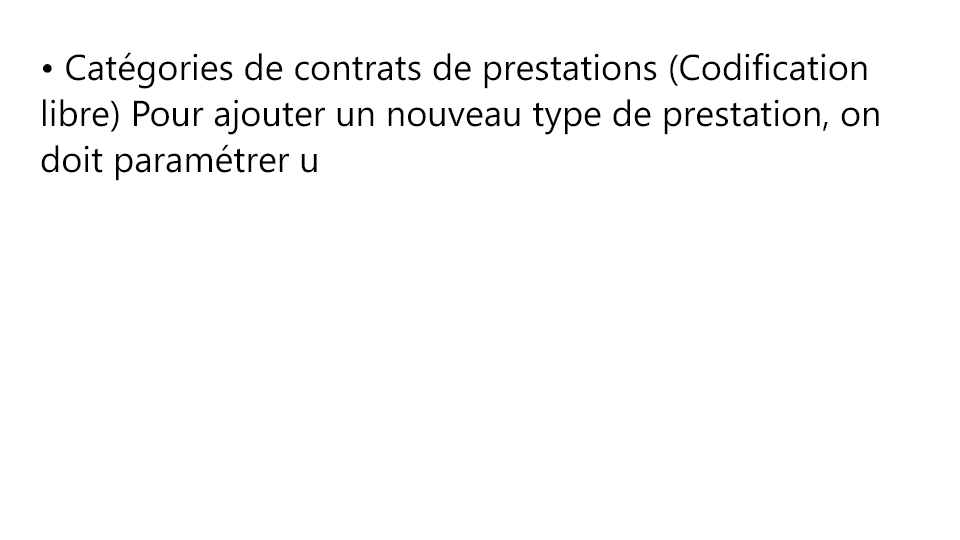 • Catégories de contrats de prestations (Codification
libre) Pour ajouter un nouveau type de prestation, on
doit paramétrer u